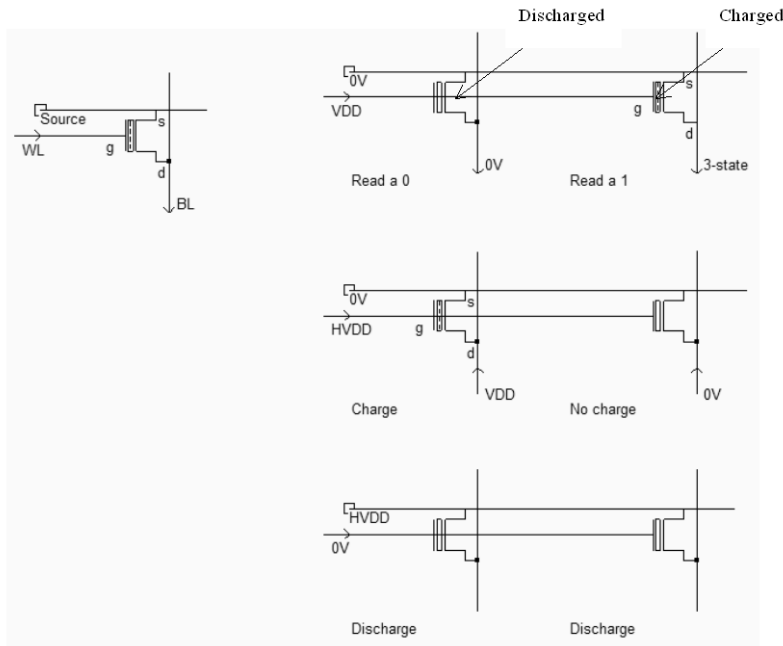 Discharged Charged
Source
s
WL
g
d
BL
0V
s
VDD
g
d
0V
3-state
Read a 0
Read a 1
0V
s
HVDD
g
d
VDD
0V
Charge
No charge
HVDD
0V
Discharge
Discharge